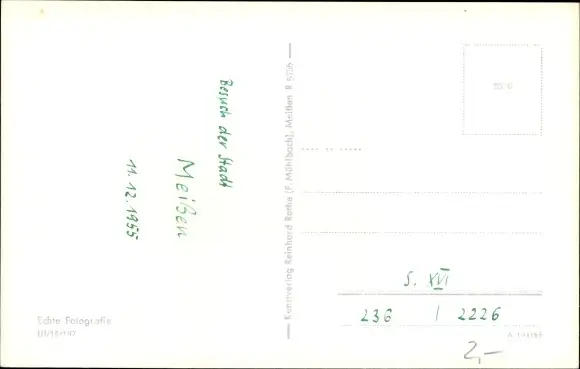 Besuch der Stadt
Meißen
11.12.1955
Echte Fotografie
Kunstverlag Reinhard Rothe (F. Mühlbach), Meißen R
S. XVI
236 | 2226
2,-